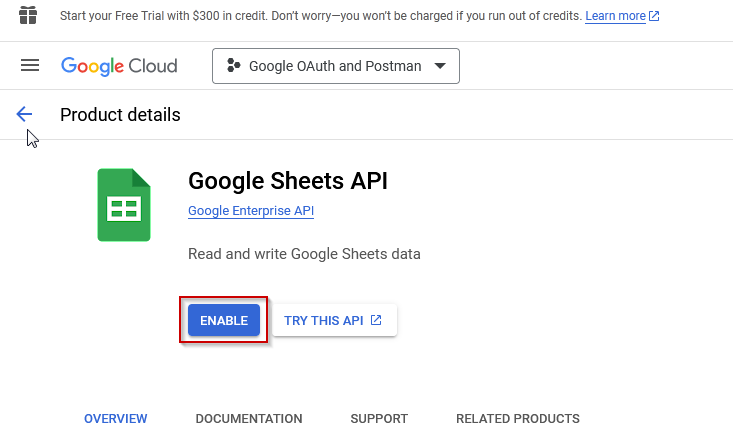 Start your Free Trial with $300 in credit. Don't worry—you won't be charged if you run out of credits. Learn more
Google Cloud
Google OAuth and Postman
Product details
Google Sheets API
Google Enterprise API
Read and write Google Sheets data
ENABLE
TRY THIS API
OVERVIEW
DOCUMENTATION
SUPPORT
RELATED PRODUCTS